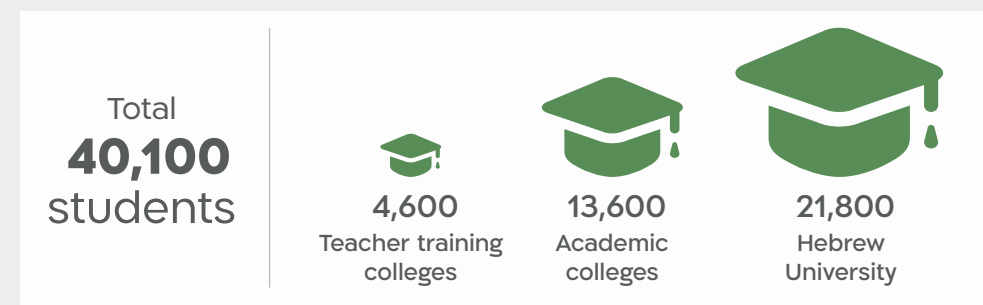 Total
40,100
students
4,600
Teacher training
colleges
13,600
Academic
colleges
21,800
Hebrew
University